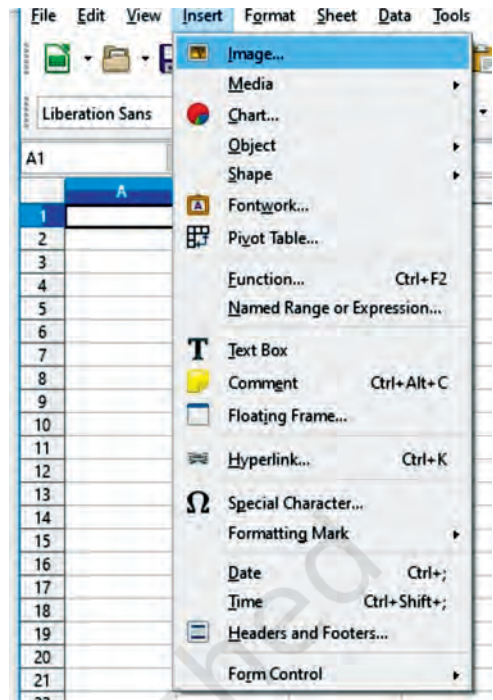 File Edit View Insert Format Sheet Data Tools
Liberation Sans
A1
A
1
2
3
4
5
6
7
8
9
10
11
12
13
14
15
16
17
18
19
20
21
Image...
Media
Chart...
Object
Shape
Fontwork...
Pivot Table...
Function... Ctrl+F2
Named Range or Expression...
Text Box
Comment Ctrl+Alt+C
Floating Frame...
Hyperlink... Ctrl+K
Special Character...
Formatting Mark
Date Ctrl+;
Time Ctrl+Shift+;
Headers and Footers...
Form Control